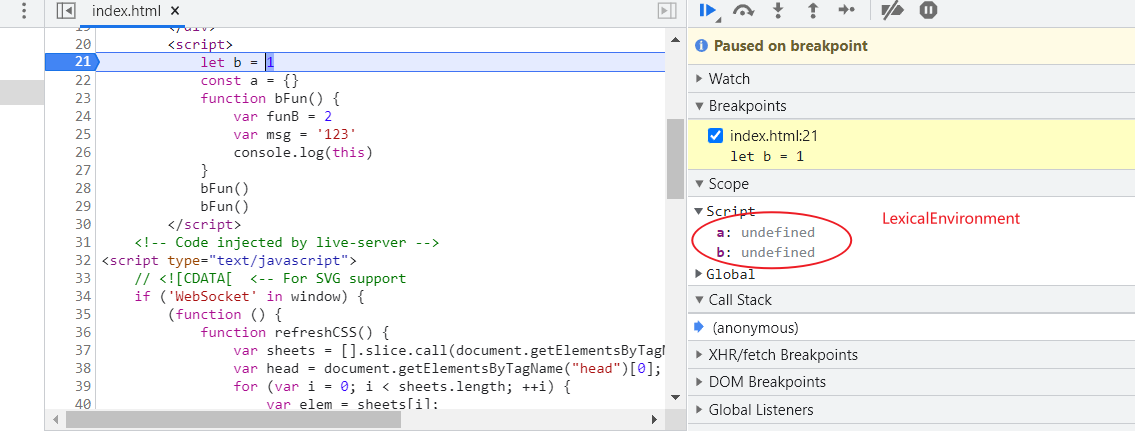 index.html ×
19 </div>
20 <script>
21 let b = 1
22 const a = {}
23 function bFun() {
24 var funB = 2
25 var msg = '123'
26 console.log(this)
27 }
28 bFun()
29 bFun()
30 </script>
31 <!-- Code injected by live-server -->
32 <script type="text/javascript">
33 // <![CDATA[  <-- For SVG support
34 if ('WebSocket' in window) {
35 (function () {
36 function refreshCSS() {
37 var sheets = [].slice.call(document.getElementsByTagN
38 var head = document.getElementsByTagName("head")[0];
39 for (var i = 0; i < sheets.length; ++i) {
40 var elem = sheets[i];
Paused on breakpoint
Watch
Breakpoints
index.html:21
let b = 1
Scope
Script
LexicalEnvironment
a: undefined
b: undefined
Global
Call Stack
(anonymous)
XHR/fetch Breakpoints
DOM Breakpoints
Global Listeners